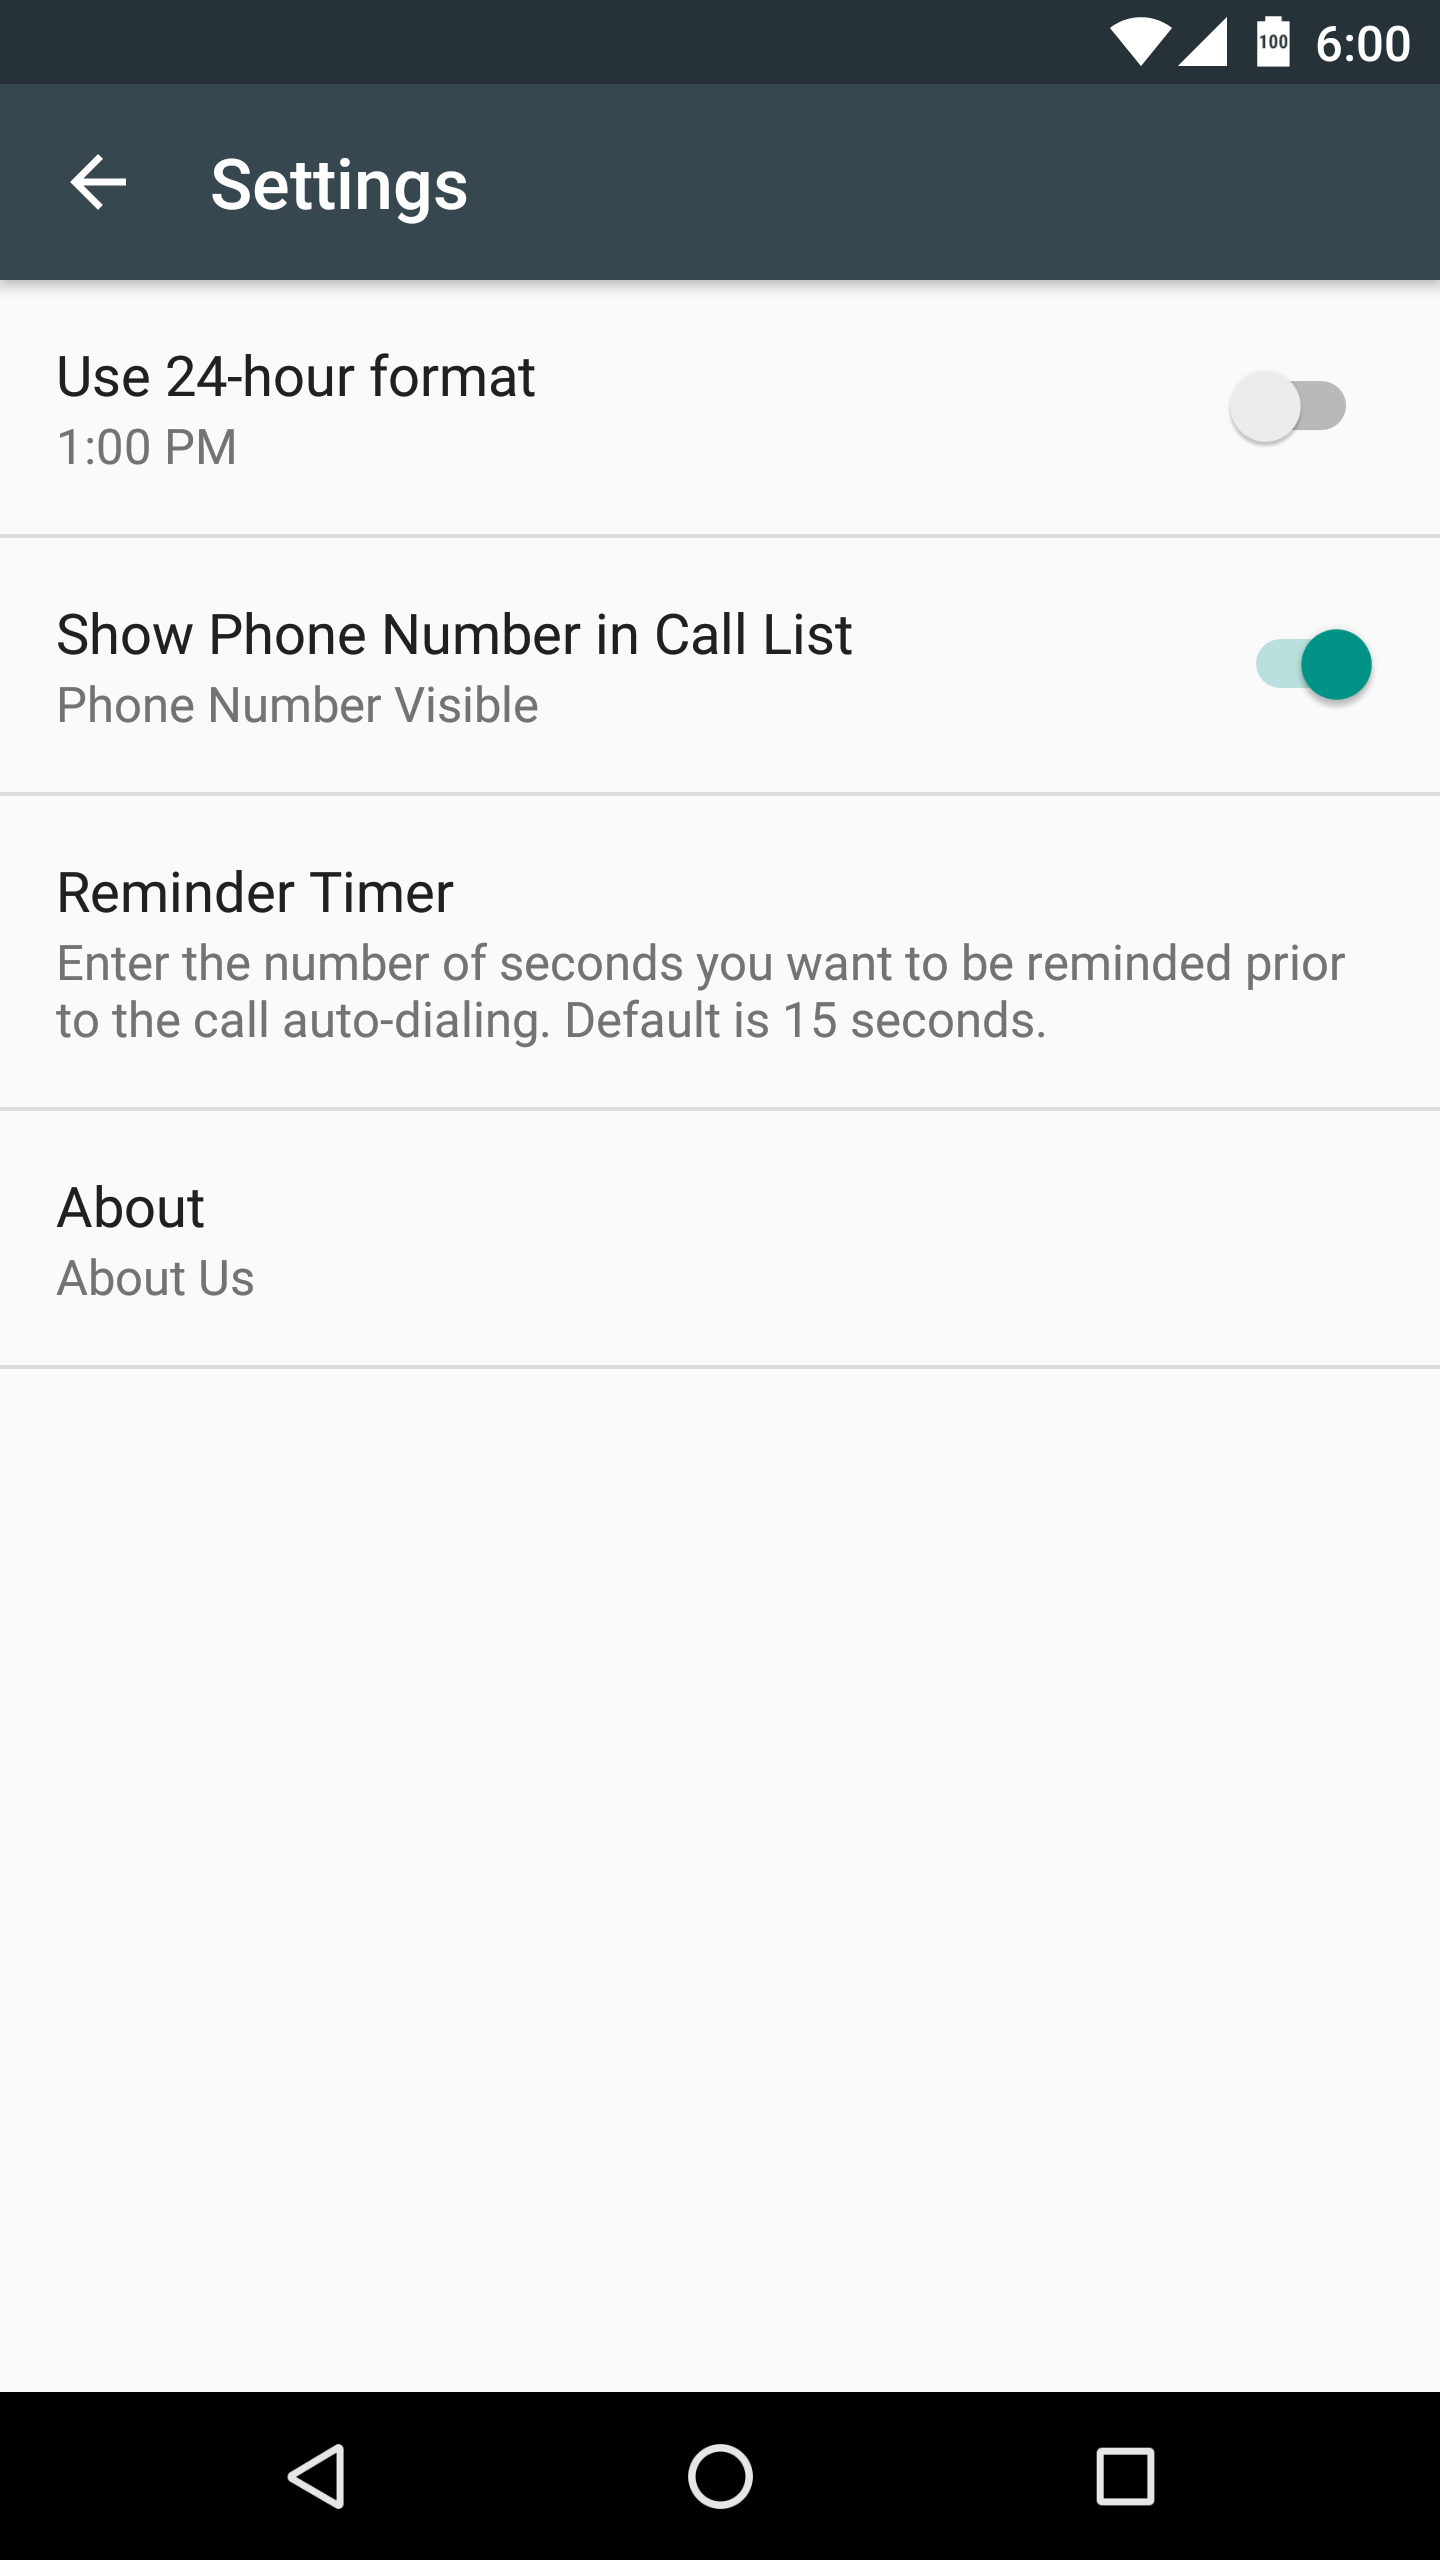 100 6:00
Settings
Use 24-hour format
1:00 PM
Show Phone Number in Call List
Phone Number Visible
Reminder Timer
Enter the number of seconds you want to be reminded prior
to the call auto-dialing. Default is 15 seconds.
About
About Us